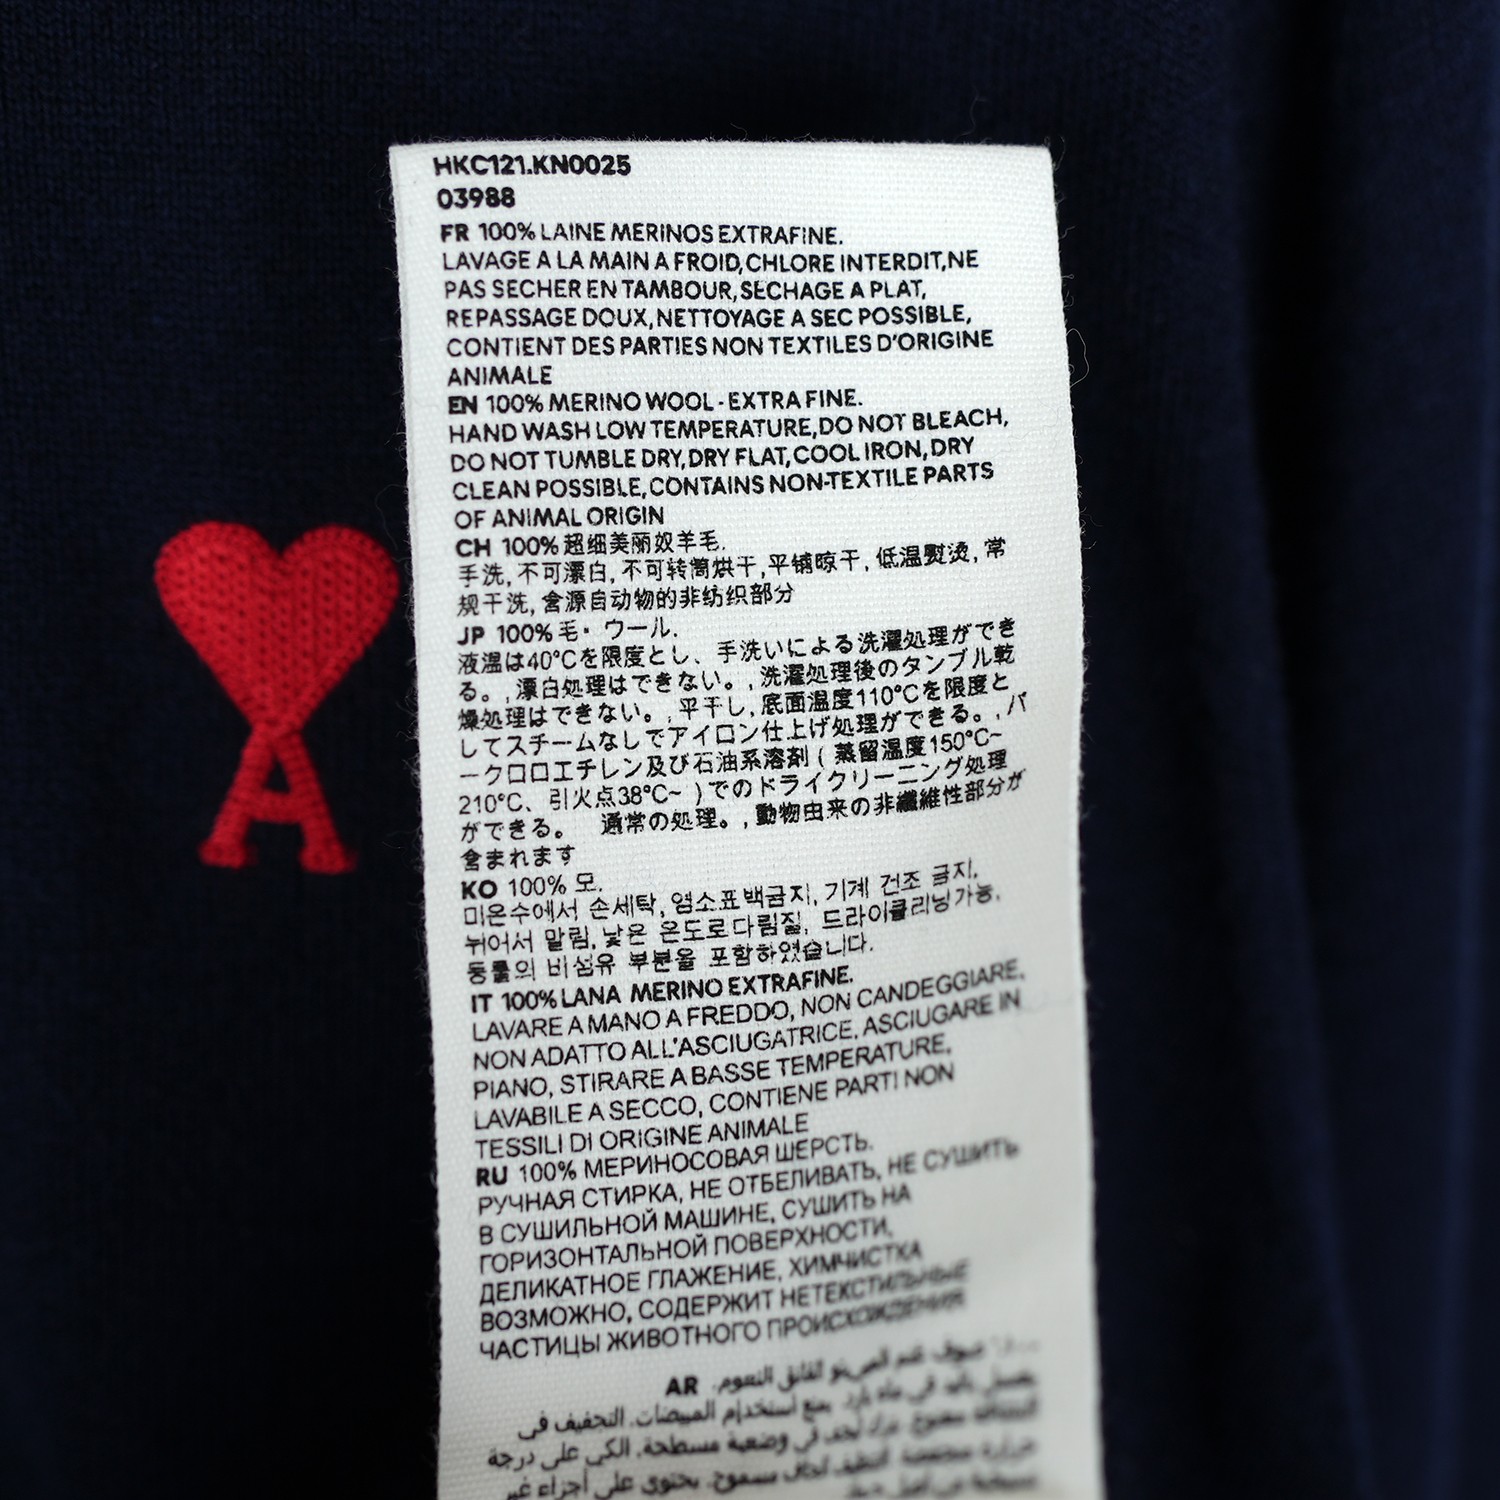 HKC121.KN0025
03988
FR 100% LAINE MERINOS EXTRAFINE.
LAVAGE A LA MAIN A FROID,CHLORE INTERDIT,NE
PAS SECHER EN TAMBOUR,SECHAGE A PLAT,
REPASSAGE DOUX,NETTOYAGE A SEC POSSIBLE,
CONTIENT DES PARTIES NON TEXTILES D'ORIGINE
ANIMALE
EN 100% MERINO WOOL - EXTRA FINE.
HAND WASH LOW TEMPERATURE,DO NOT BLEACH,
DO NOT TUMBLE DRY,DRY FLAT,COOL IRON,DRY
CLEAN POSSIBLE,CONTAINS NON-TEXTILE PARTS
OF ANIMAL ORIGIN
CH 100%超细美丽奴羊毛.
手洗, 不可漂白, 不可转筒烘干,平铺晾干, 低温熨烫, 常
规干洗, 含源自动物的非纺织部分
JP 100%毛・ウール.
液温は40°Cを限度とし、手洗いによる洗濯処理ができ
る。,漂白処理はできない。,洗濯処理後のタンブル乾
燥処理はできない。,平干し,底面温度110°Cを限度と
してスチームなしでアイロン仕上げ処理ができる。,パ
ークロロエチレン及び石油系溶剤 ( 蒸留温度150°C~
210°C、引火点38°C~ ) でのドライクリーニング処理
ができる。 通常の処理。,動物由来の非繊維性部分が
含まれます
KO 100% 모.
미온수에서 손세탁, 염소표백금지, 기계 건조 금지,
뉘어서 말림, 낮은 온도로다림질, 드라이클리닝가능,
동물의 비섬유 부분을 포함하였습니다.
IT 100% LANA MERINO EXTRAFINE.
LAVARE A MANO A FREDDO, NON CANDEGGIARE,
NON ADATTO ALL'ASCIUGATRICE, ASCIUGARE IN
PIANO, STIRARE A BASSE TEMPERATURE,
LAVABILE A SECCO, CONTIENE PARTI NON
TESSILI DI ORIGINE ANIMALE
RU 100% МЕРИНОСОВАЯ ШЕРСТЬ.
РУЧНАЯ СТИРКА, НЕ ОТБЕЛИВАТЬ, НЕ СУШИТЬ
В СУШИЛЬНОЙ МАШИНЕ, СУШИТЬ НА
ГОРИЗОНТАЛЬНОЙ ПОВЕРХНОСТИ,
ДЕЛИКАТНОЕ ГЛАЖЕНИЕ, ХИМЧИСТКА
ВОЗМОЖНО, СОДЕРЖИТ НЕТЕКСТИЛЬНЫЕ
ЧАСТИЦЫ ЖИВОТНОГО ПРОИСХОЖДЕНИЯ
AR صوف غنم المرينو الفائق النعوم.
يمنع استخدام المبيضات. التجفيف في
في وضعية مسطحة. الكي على درجة
يحتوي على أجزاء غير
A